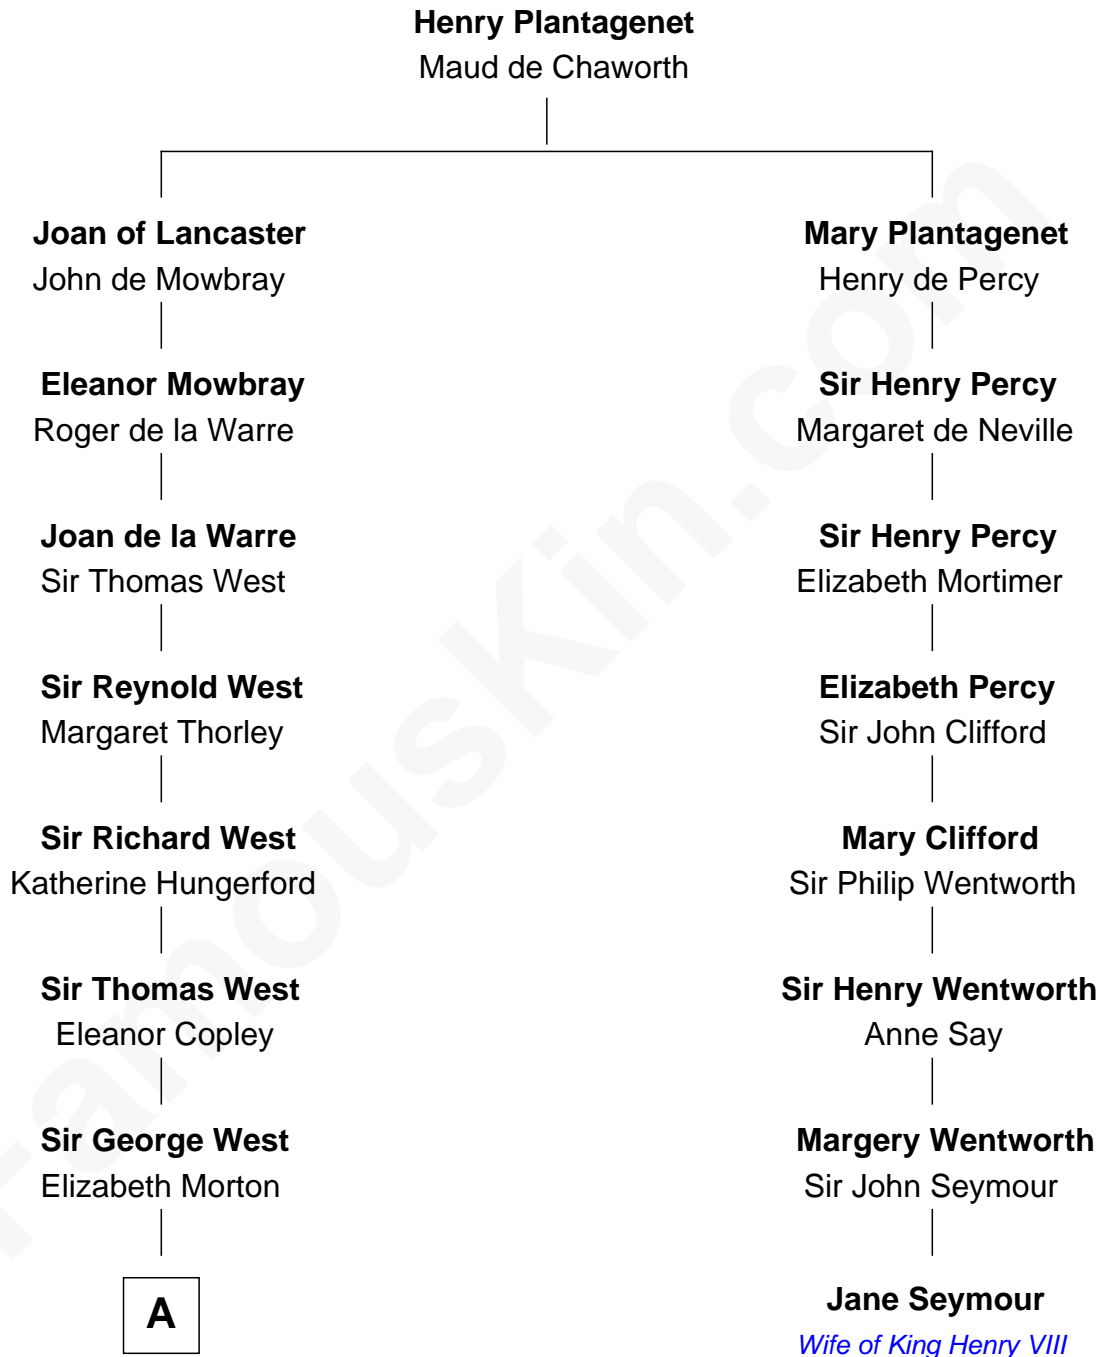 Henry Plantagenet
Maud de Chaworth
Joan of Lancaster
John de Mowbray
Mary Plantagenet
Henry de Percy
Eleanor Mowbray
Roger de la Warre
Sir Henry Percy
Margaret de Neville
Joan de la Warre
Sir Thomas West
Sir Henry Percy
Elizabeth Mortimer
Sir Reynold West
Margaret Thorley
Elizabeth Percy
Sir John Clifford
Sir Richard West
Katherine Hungerford
Mary Clifford
Sir Philip Wentworth
Sir Thomas West
Eleanor Copley
Sir Henry Wentworth
Anne Say
Sir George West
Elizabeth Morton
Margery Wentworth
Sir John Seymour
A
Jane Seymour
Wife of King Henry VIII
FamousKin.com